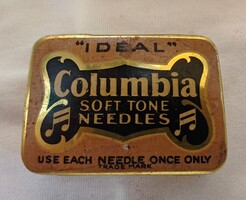 "IDEAL"
Columbia
SOFT TONE
NEEDLES
USE EACH NEEDLE ONCE ONLY
TRADE MARK